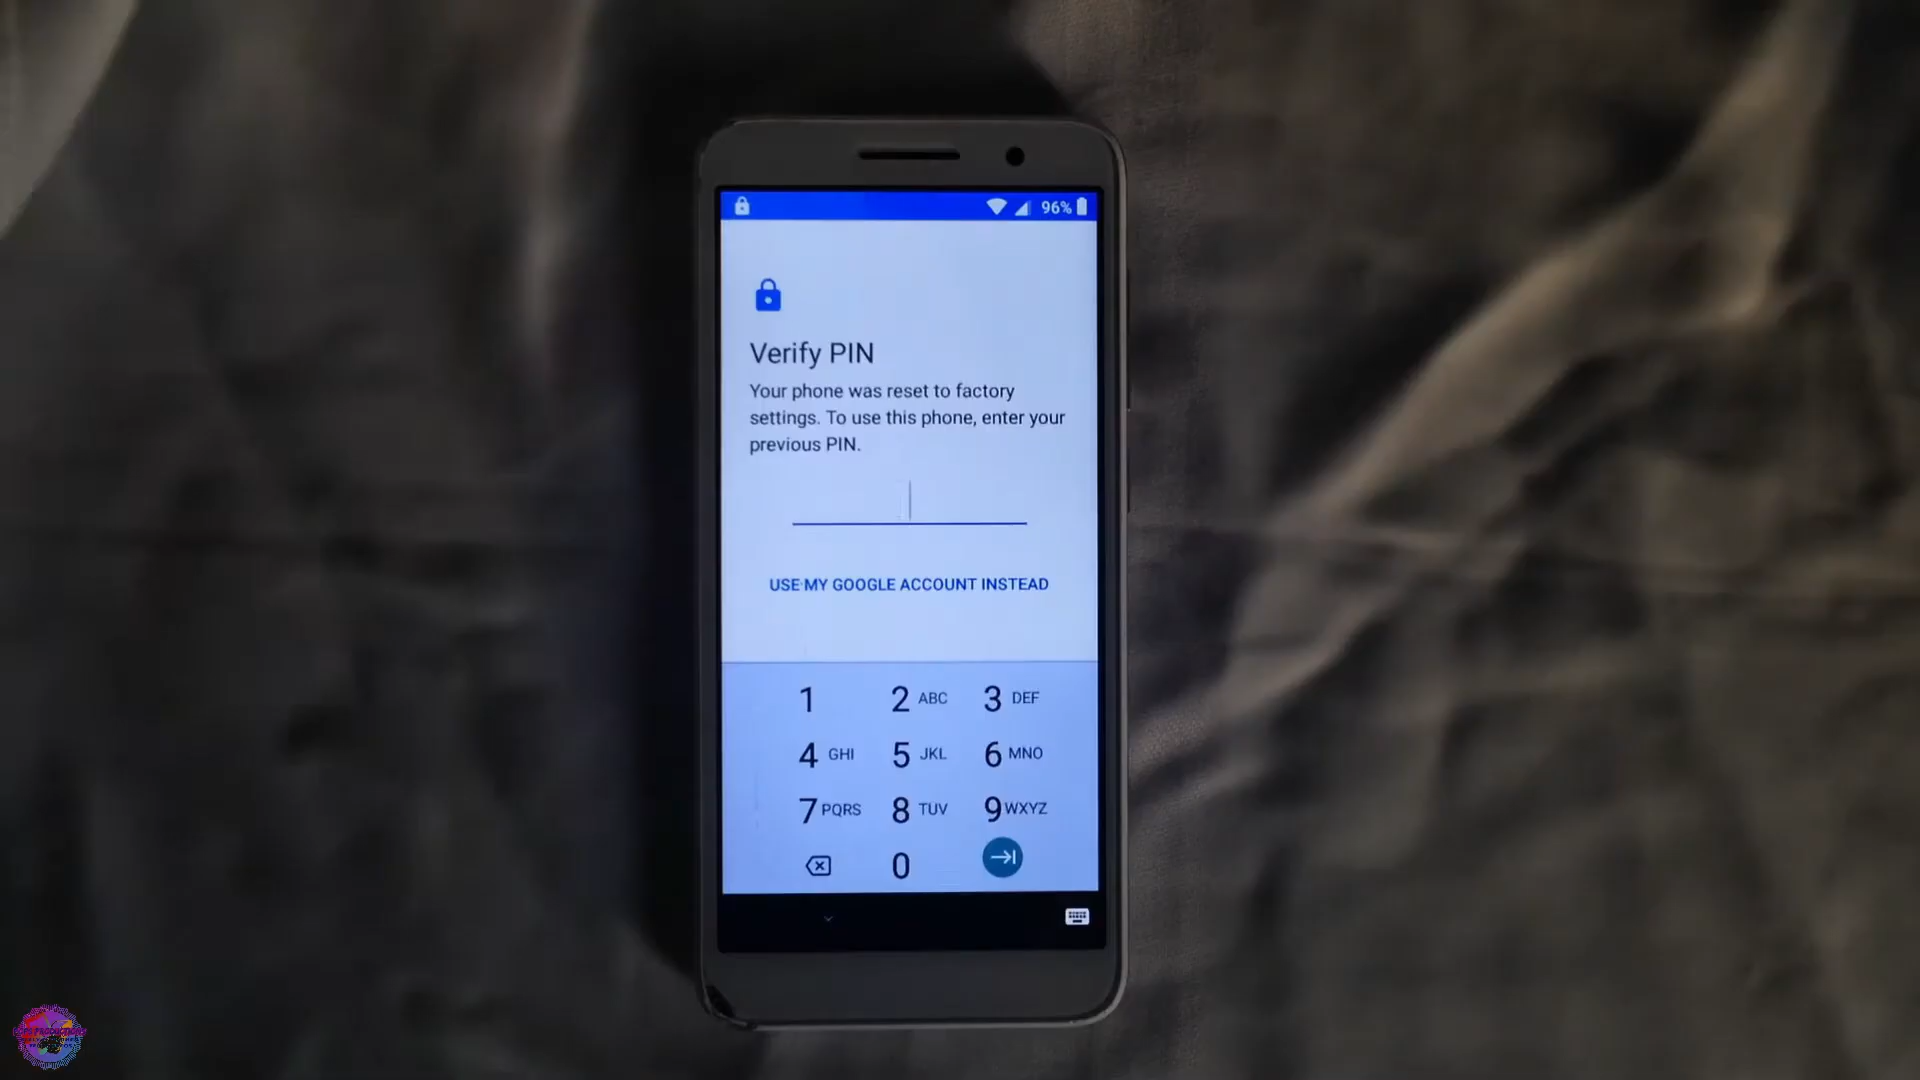 96%
Verify PIN
Your phone was reset to factory
settings. To use this phone, enter your
previous PIN.
USE MY GOOGLE ACCOUNT INSTEAD
1 2 ABC 3 DEF
4 GHI 5 JKL 6 MNO
7 PQRS 8 TUV 9 WXYZ
0